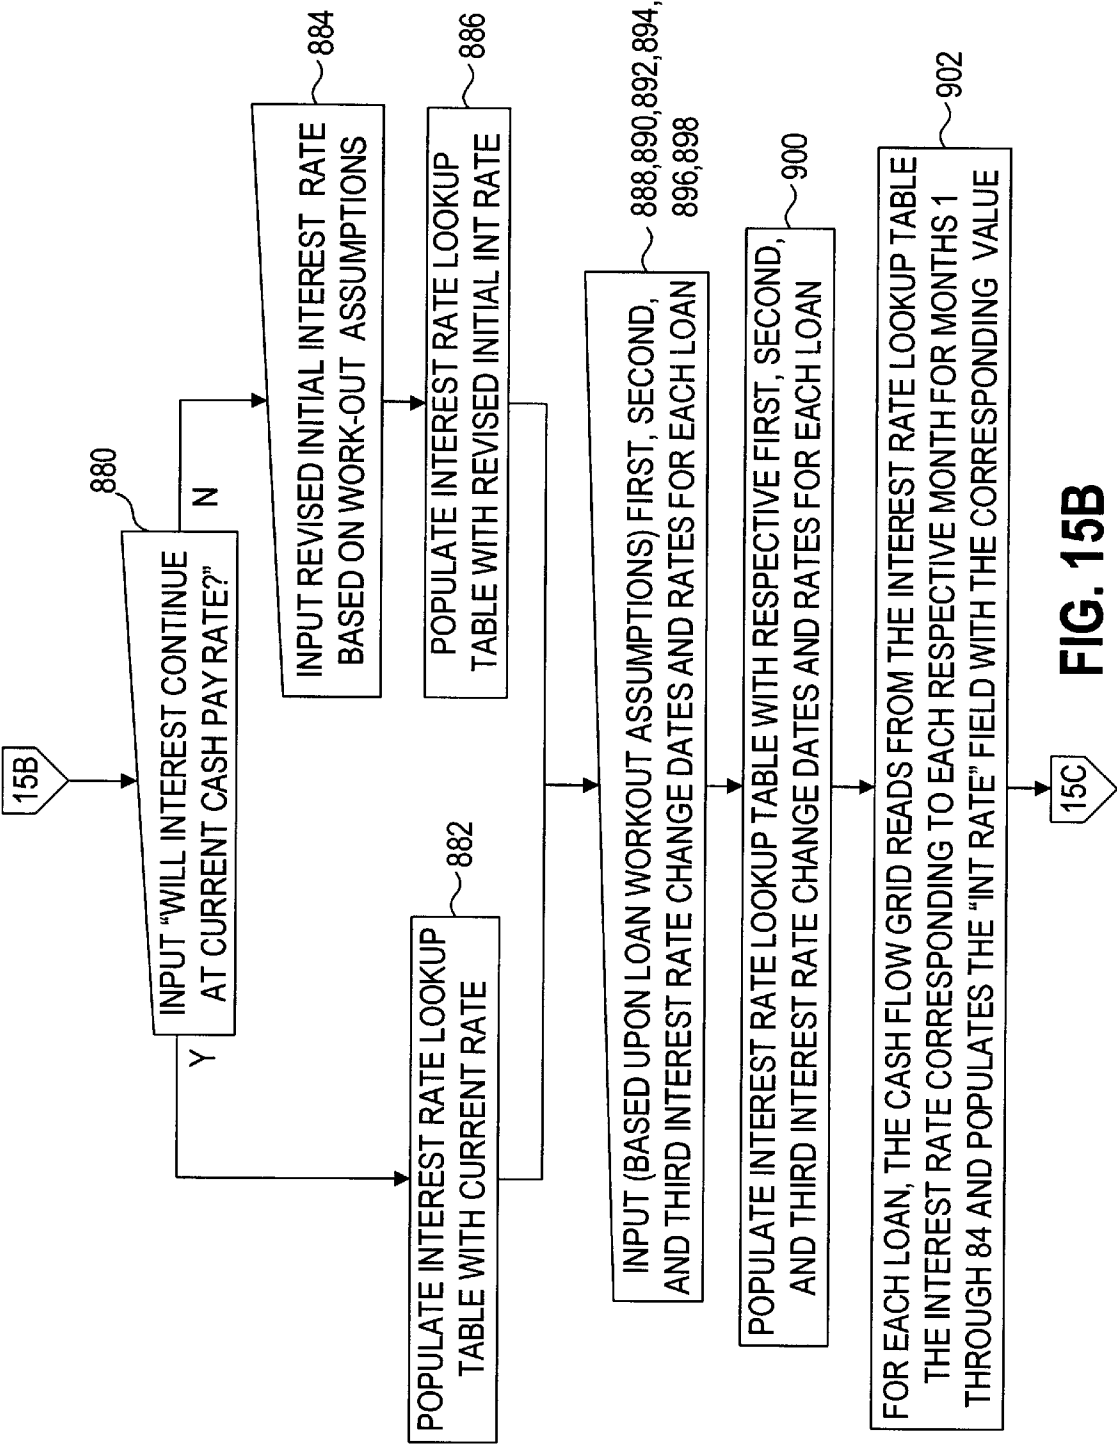 15B
INPUT “WILL INTEREST CONTINUE
AT CURRENT CASH PAY RATE?”
880
Y
N
POPULATE INTEREST RATE LOOKUP
TABLE WITH CURRENT RATE
882
INPUT REVISED INITIAL INTEREST RATE
BASED ON WORK-OUT ASSUMPTIONS
884
POPULATE INTEREST RATE LOOKUP
TABLE WITH REVISED INITIAL INT RATE
886
INPUT (BASED UPON LOAN WORKOUT ASSUMPTIONS) FIRST, SECOND,
AND THIRD INTEREST RATE CHANGE DATES AND RATES FOR EACH LOAN
888,890,892,894,
896,898
POPULATE INTEREST RATE LOOKUP TABLE WITH RESPECTIVE FIRST, SECOND,
AND THIRD INTEREST RATE CHANGE DATES AND RATES FOR EACH LOAN
900
FOR EACH LOAN, THE CASH FLOW GRID READS FROM THE INTEREST RATE LOOKUP TABLE
THE INTEREST RATE CORRESPONDING TO EACH RESPECTIVE MONTH FOR MONTHS 1
THROUGH 84 AND POPULATES THE “INT RATE” FIELD WITH THE CORRESPONDING VALUE
902
15C
FIG. 15B